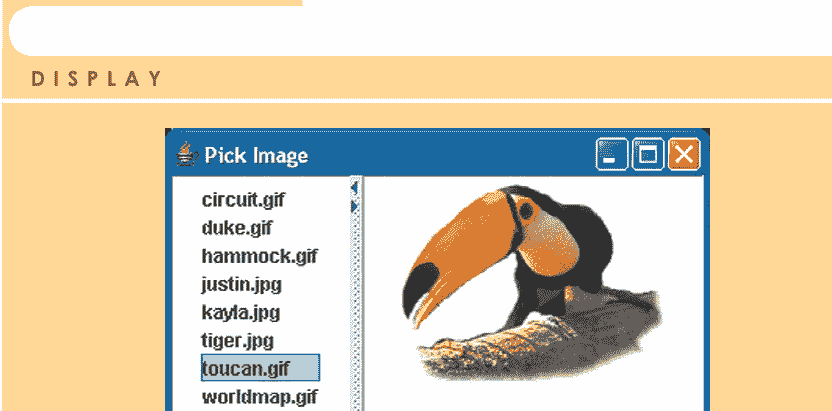 DISPLAY
Pick Image
circuit.gif
duke.gif
hammock.gif
justin.jpg
kayla.jpg
tiger.jpg
toucan.gif
worldmap.gif